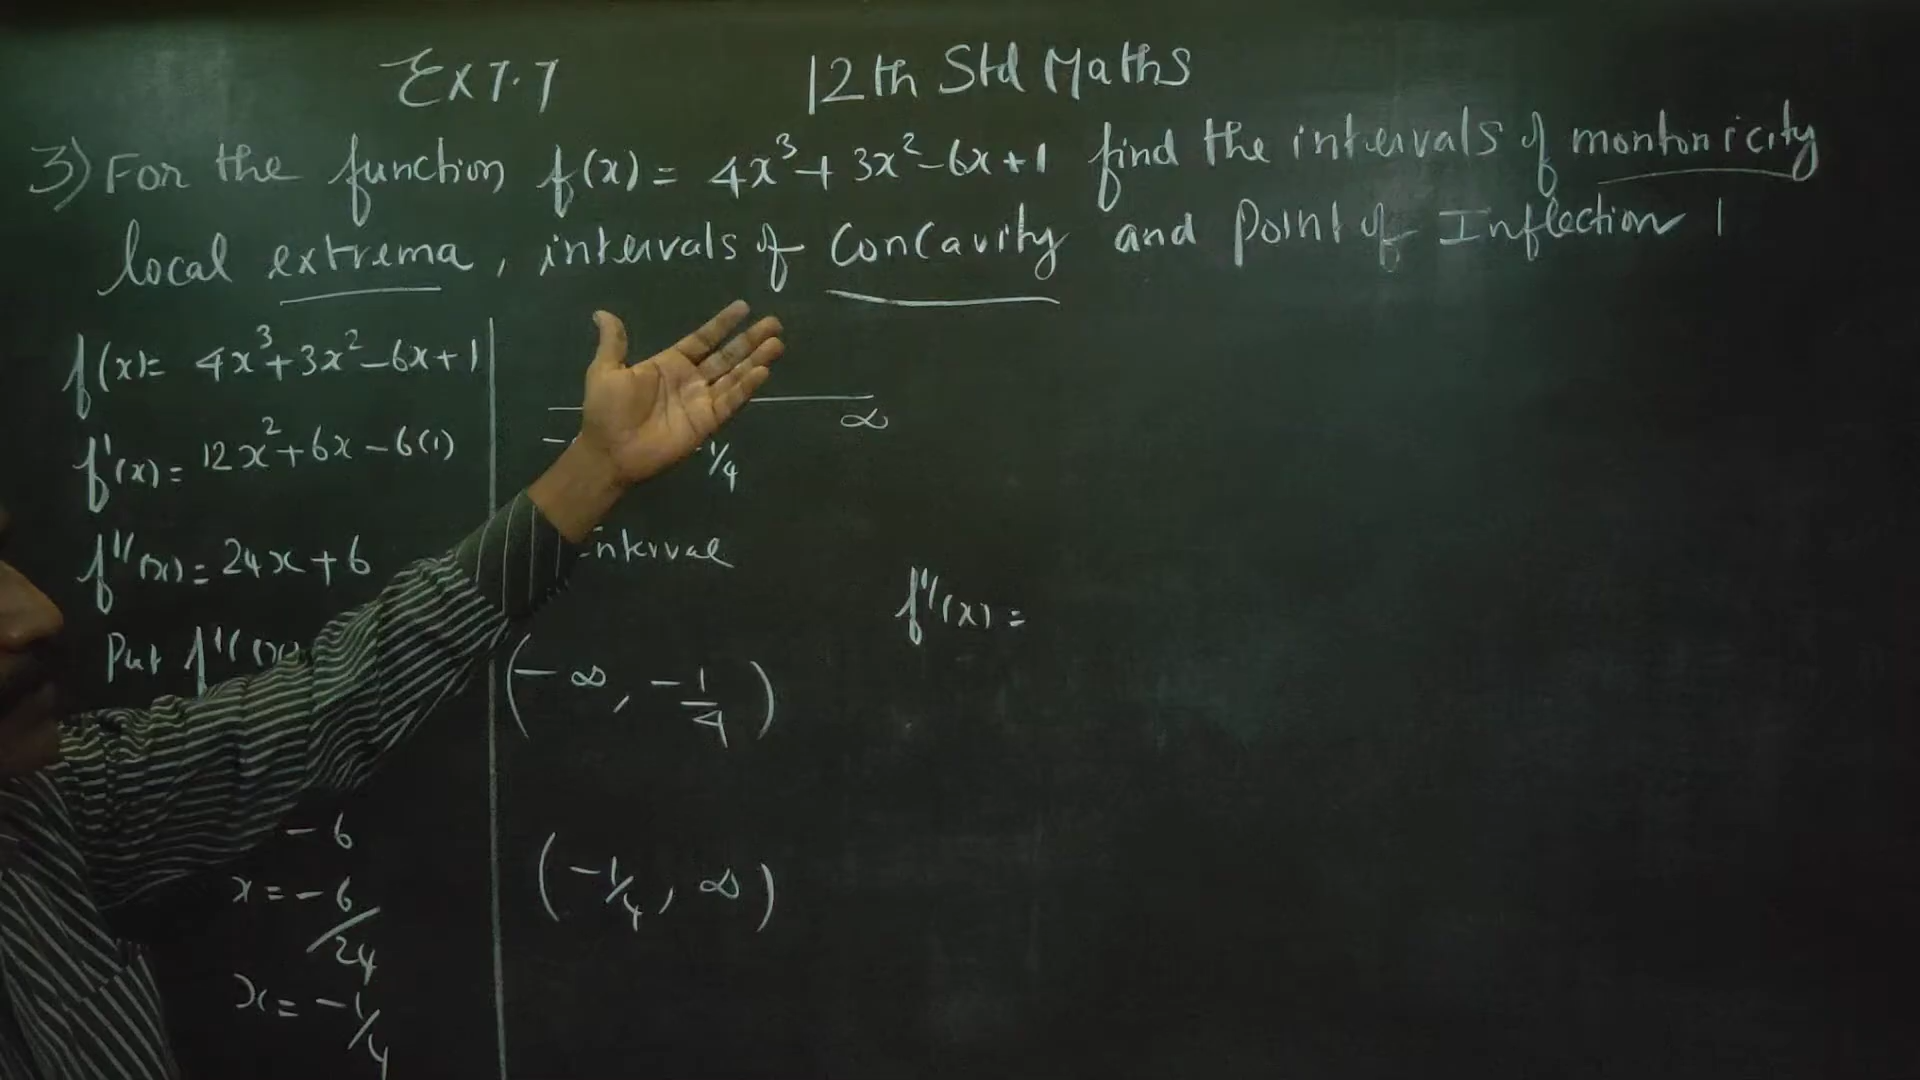 Ex 7.7 12th Std Maths
3) For the function f(x) = 4x³ + 3x² - 6x + 1 find the intervals of montonicity
local extrema, intervals of Concavity and Point of Inflection |
f(x) = 4x³ + 3x² - 6x + 1
f'(x) = 12x² + 6x - 6(1)
f''(x) = 24x + 6
Put f''(x)
- 6
x = -6/24
x = -1/4
∞
-
-1/4
interval f''(x) =
(-∞, -1/4)
(-1/4, ∞)